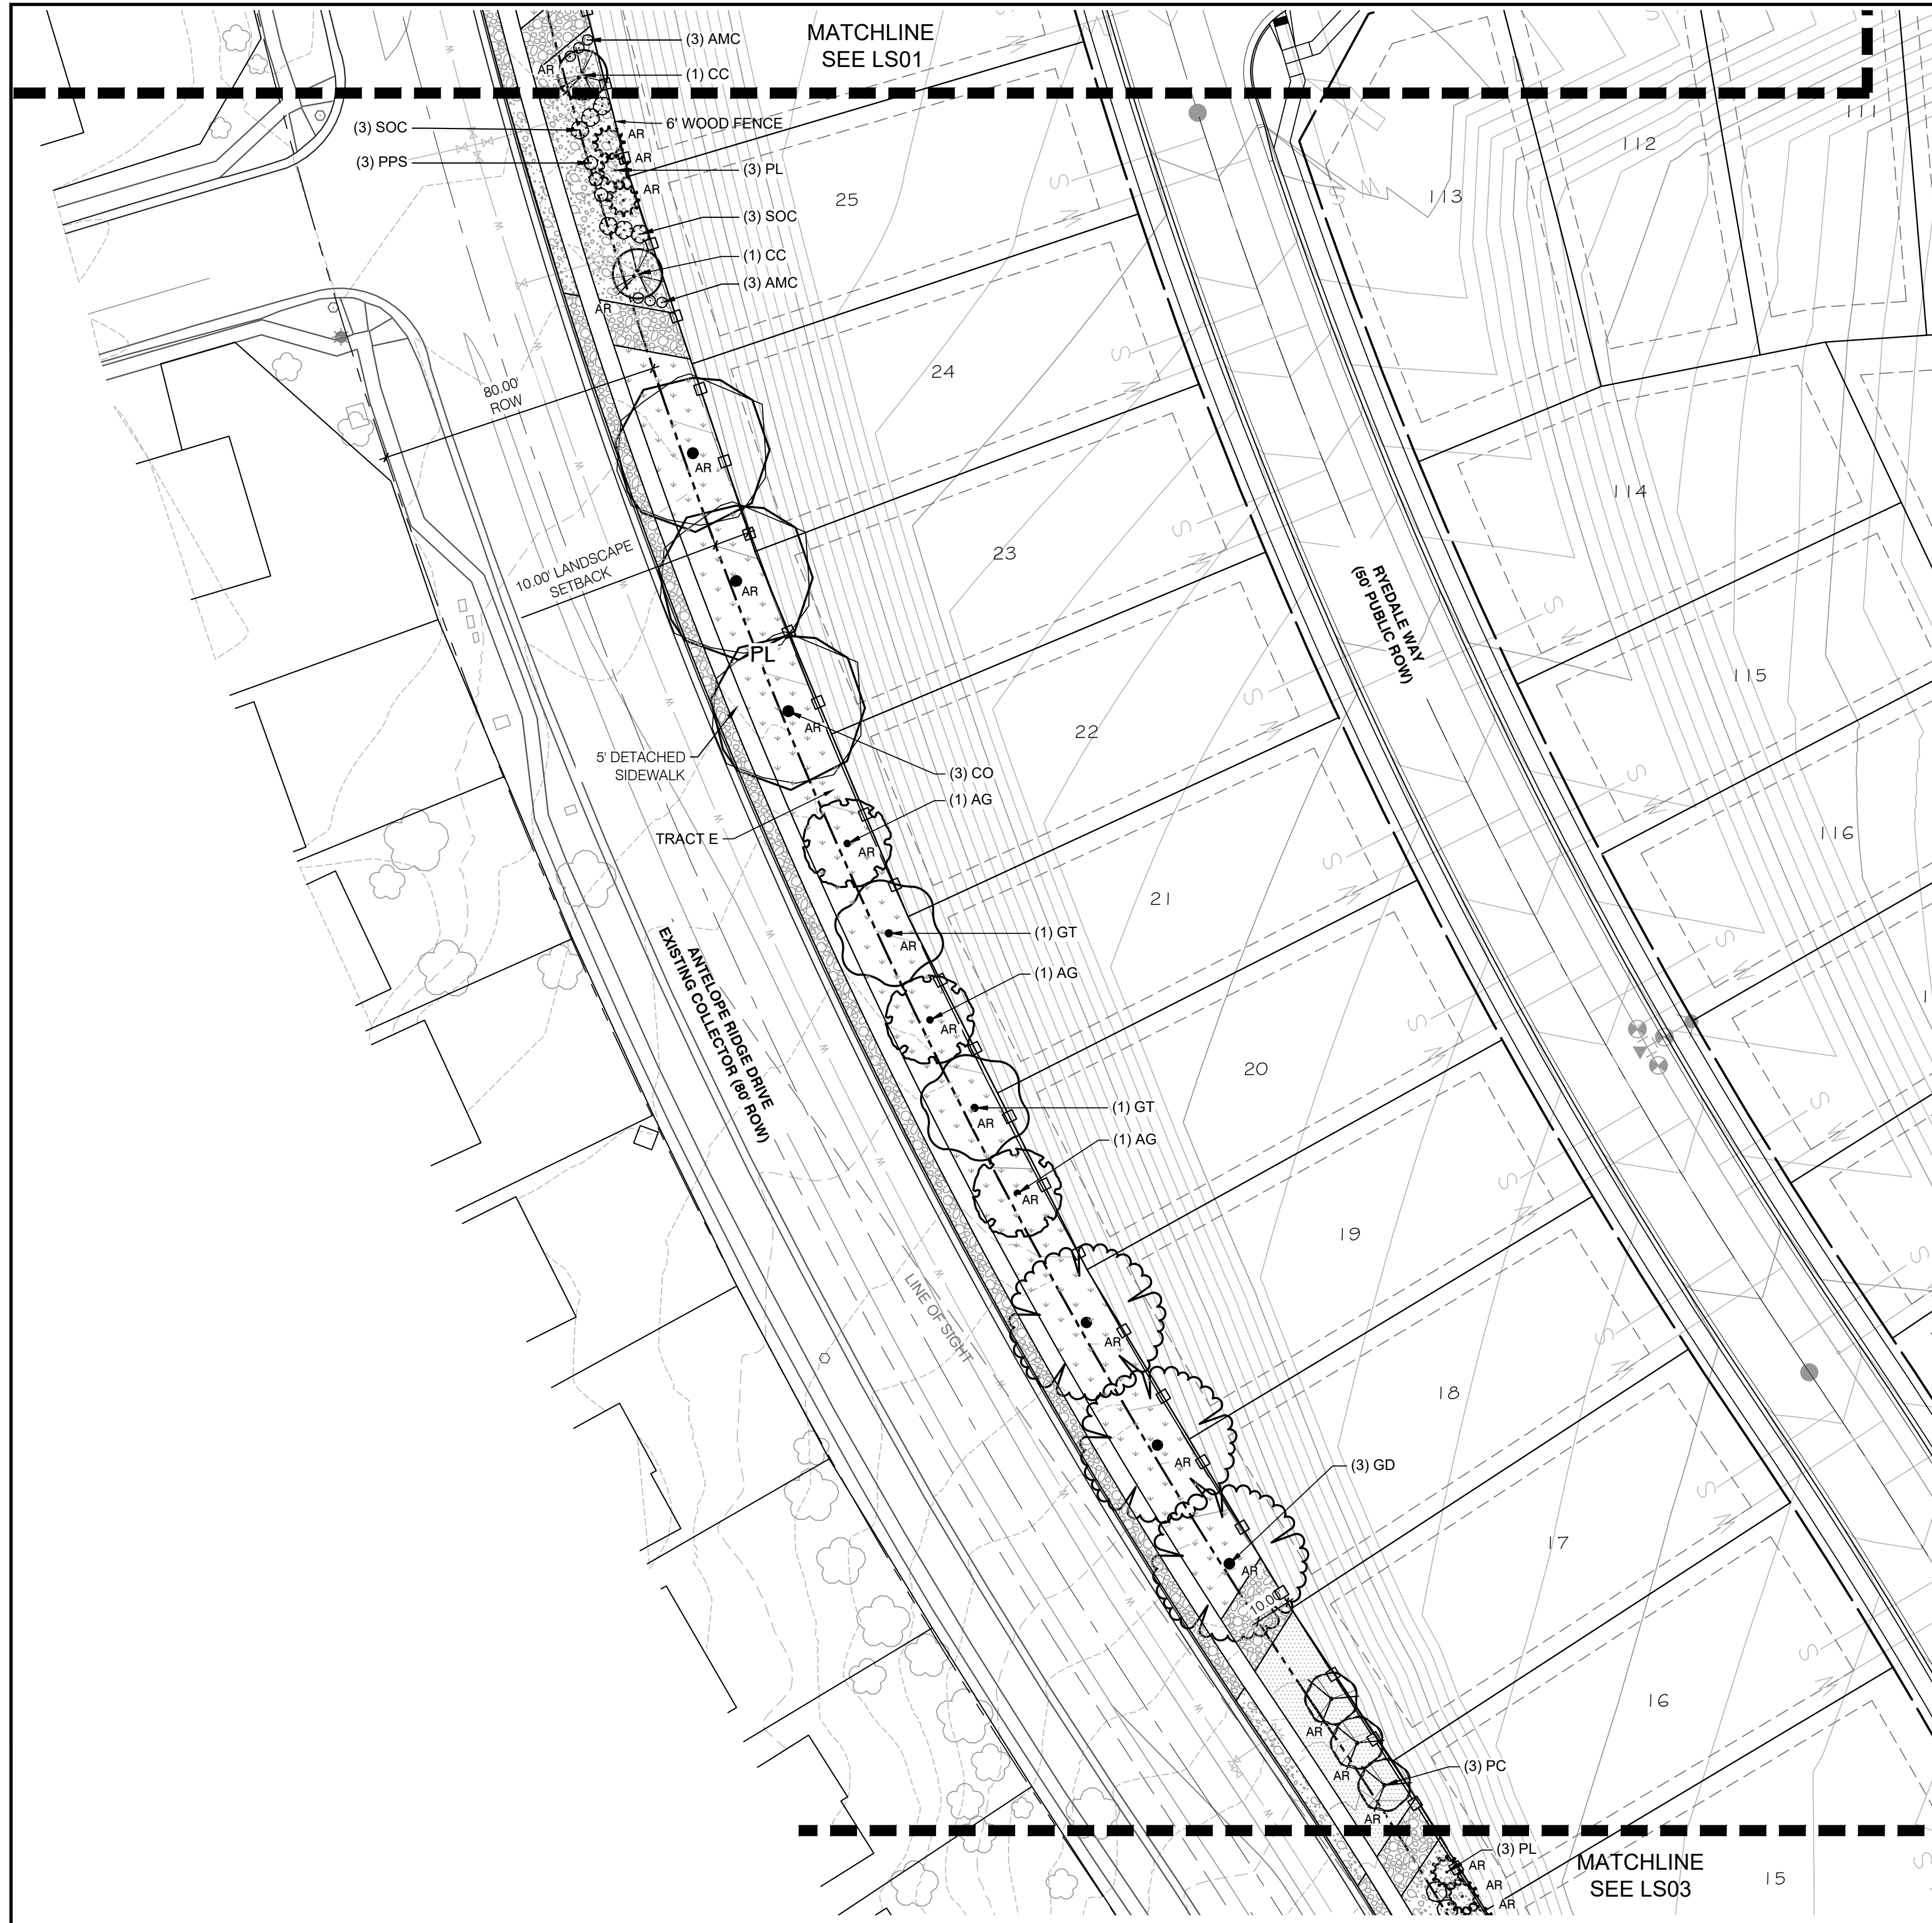 MATCHLINE
SEE LS01
(3) AMC
AR
(1) CC
(3) SOC
6' WOOD FENCE
AR
(3) PPS
AR
(3) PL
AR
(3) SOC
(1) CC
(3) AMC
AR
25
111
112
113
24
80.00'
ROW
AR
114
23
10.00' LANDSCAPE
SETBACK
AR
RYEDALE WAY
(50' PUBLIC ROW)
PL
115
22
AR
5' DETACHED
SIDEWALK
(3) CO
(1) AG
TRACT E
AR
116
21
(1) GT
AR
(1) AG
AR
ANTELOPE RIDGE DRIVE
EXISTING COLLECTOR (80' ROW)
20
(1) GT
AR
(1) AG
AR
19
LINE OF SIGHT
AR
18
AR
(3) GD
17
AR
10.00'
16
AR
(3) PC
AR
AR
(3) PL
AR
MATCHLINE
SEE LS03
15
AR
AR
S
W
S
W
S
W
S
W
S
W
S
W
S
W
S
W
S
W
S
W